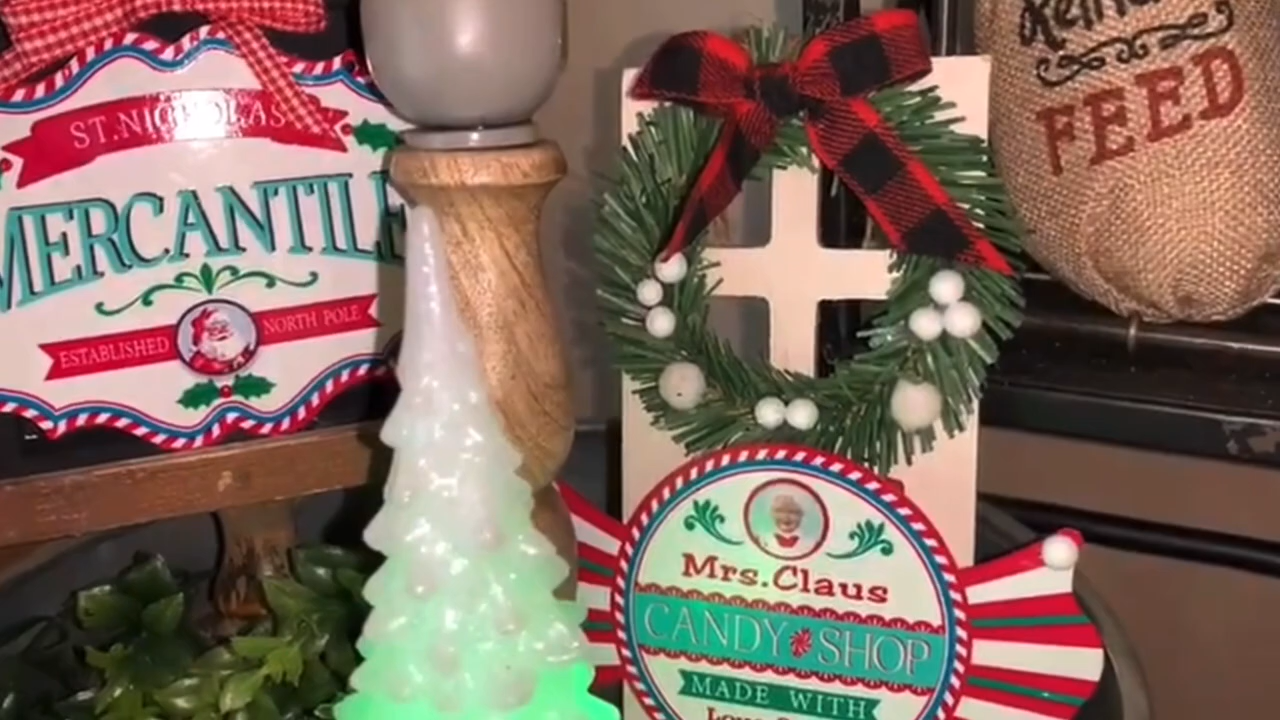 ST.NICHOLAS
MERCANTILE
ESTABLISHED NORTH POLE
FEED
Mrs.Claus
CANDY SHOP
MADE WITH